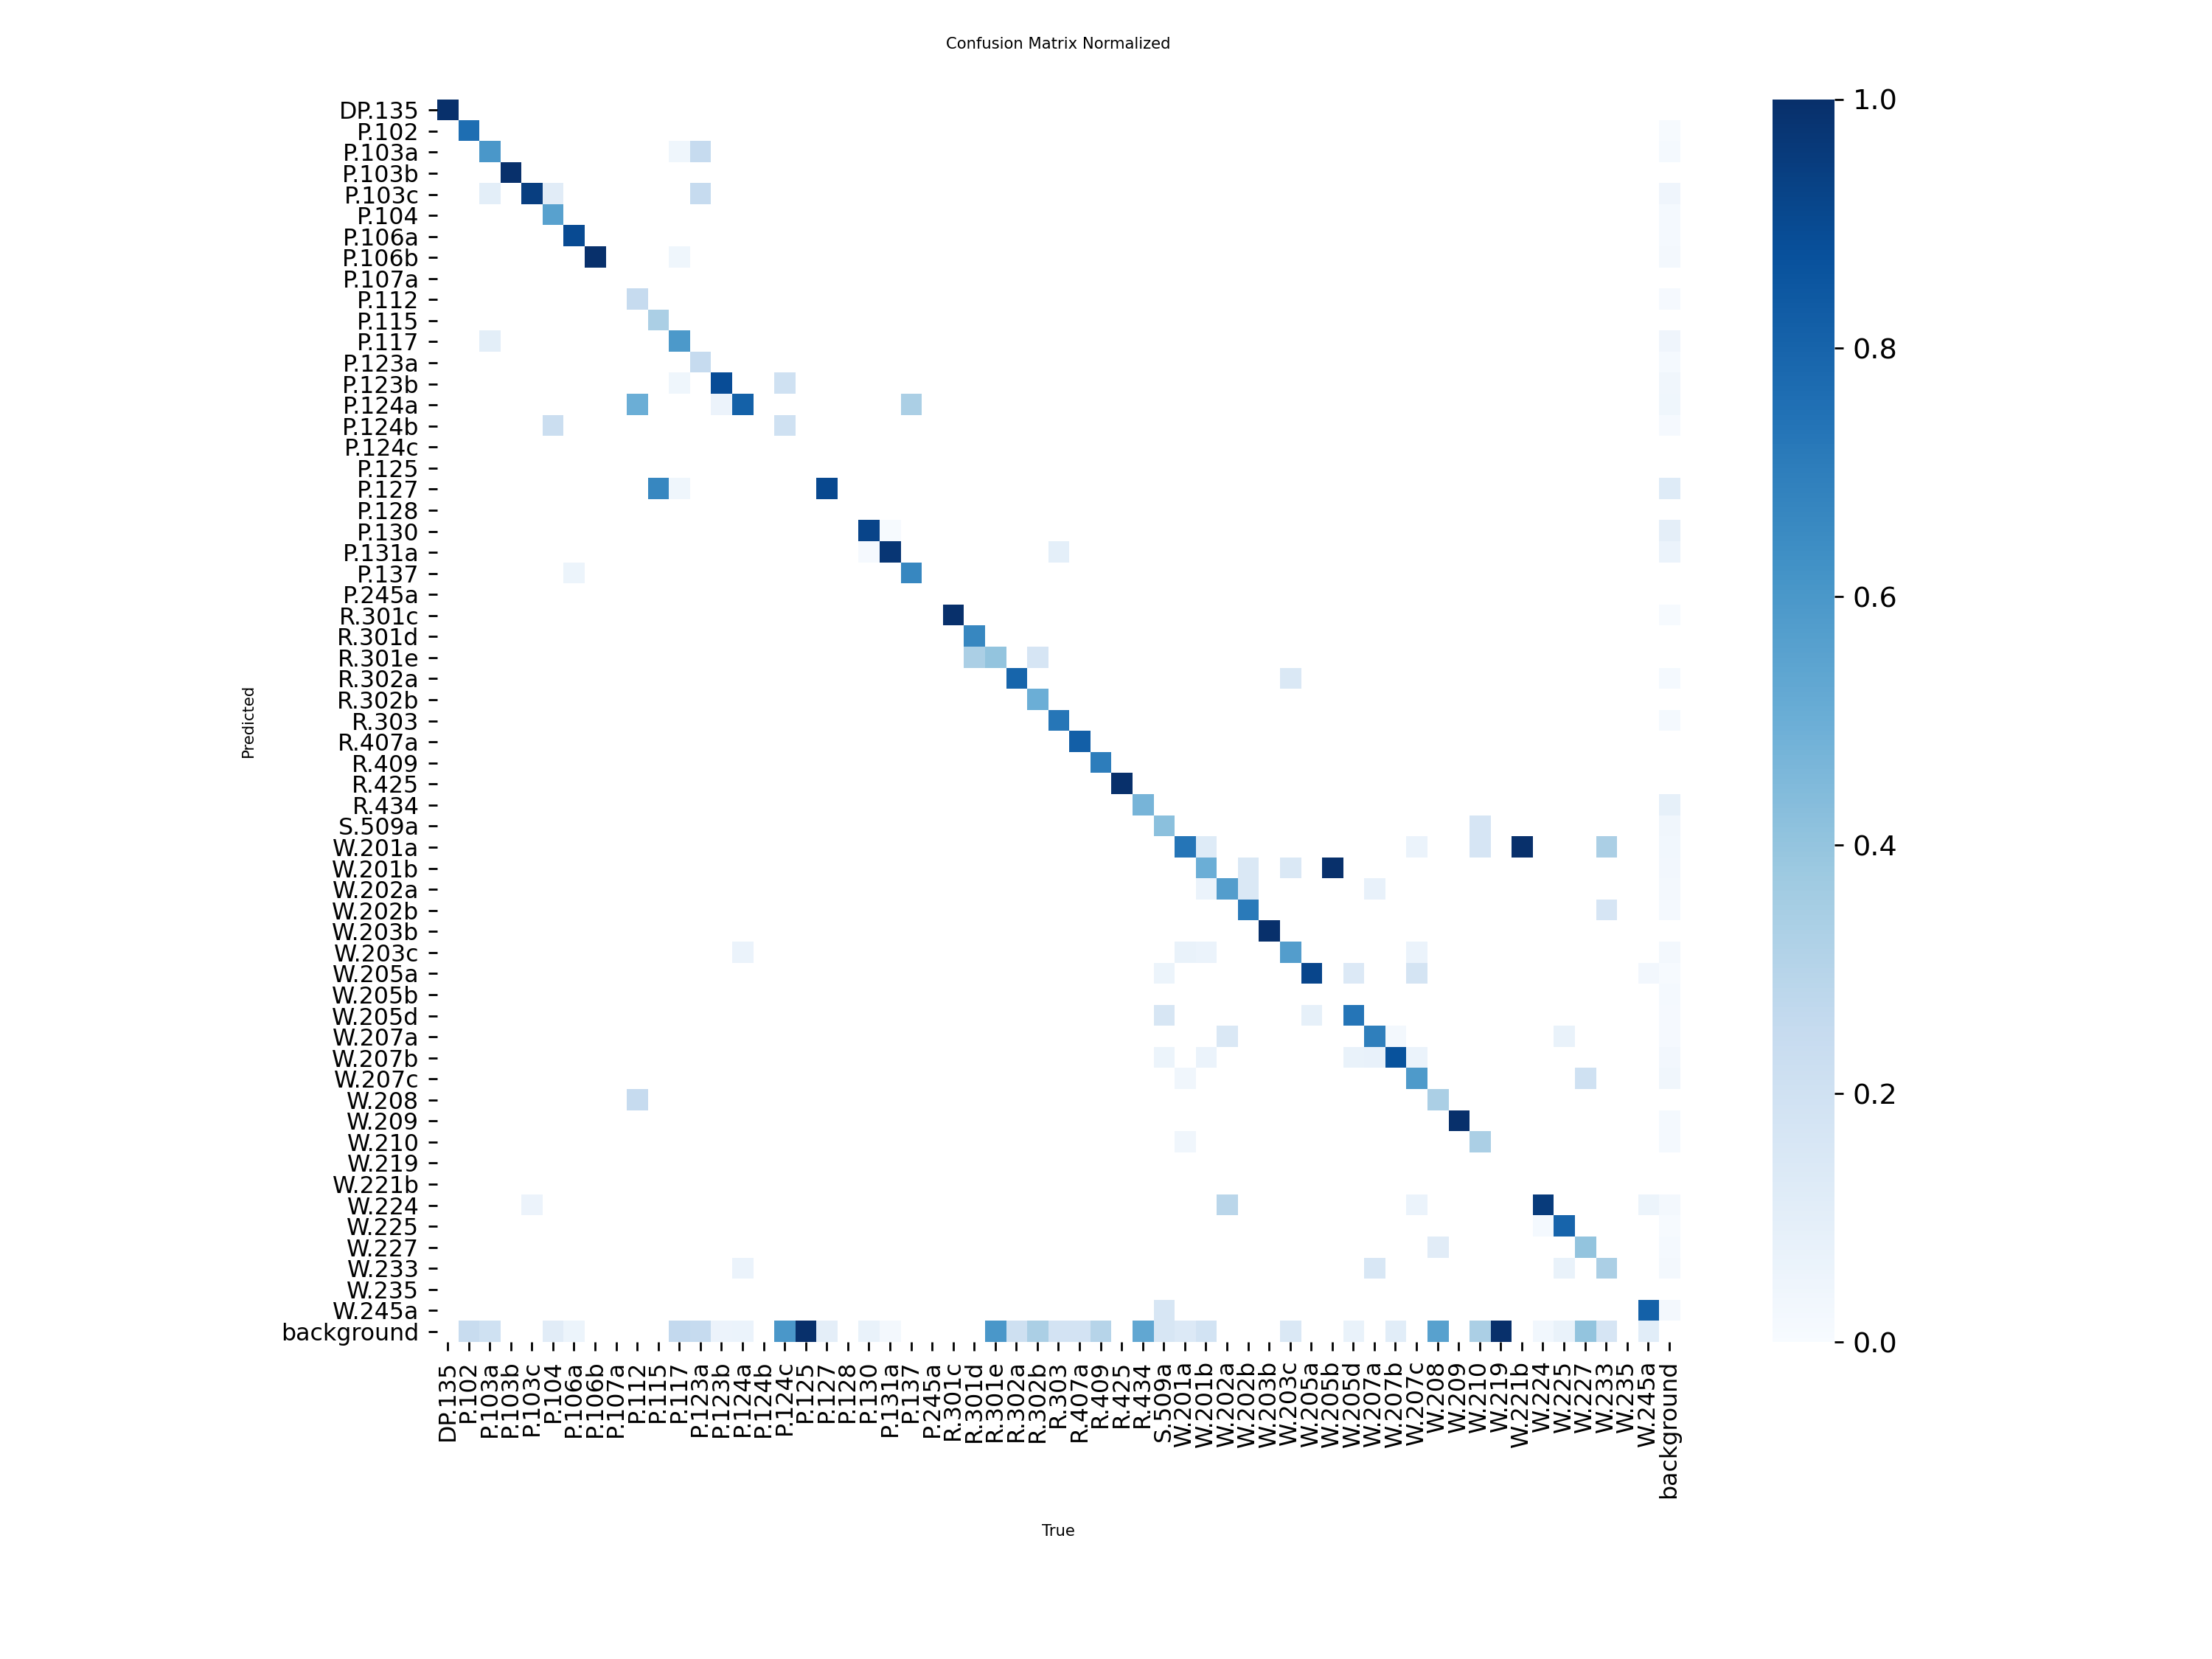 Confusion Matrix Normalized
DP.135
P.102
P.103a
P.103b
P.103c
P.104
P.106a
P.106b
P.107a
P.112
P.115
P.117
P.123a
P.123b
P.124a
P.124b
P.124c
P.125
P.127
P.128
P.130
P.131a
P.137
P.245a
R.301c
R.301d
R.301e
R.302a
R.302b
R.303
R.407a
R.409
R.425
R.434
S.509a
W.201a
W.201b
W.202a
W.202b
W.203b
W.203c
W.205a
W.205b
W.205d
W.207a
W.207b
W.207c
W.208
W.209
W.210
W.219
W.221b
W.224
W.225
W.227
W.233
W.235
W.245a
background
Predicted
DP.135
P.102
P.103a
P.103b
P.103c
P.104
P.106a
P.106b
P.107a
P.112
P.115
P.117
P.123a
P.123b
P.124a
P.124b
P.124c
P.125
P.127
P.128
P.130
P.131a
P.137
P.245a
R.301c
R.301d
R.301e
R.302a
R.302b
R.303
R.407a
R.409
R.425
R.434
S.509a
W.201a
W.201b
W.202a
W.202b
W.203b
W.203c
W.205a
W.205b
W.205d
W.207a
W.207b
W.207c
W.208
W.209
W.210
W.219
W.221b
W.224
W.225
W.227
W.233
W.235
W.245a
background
True
1.0
0.8
0.6
0.4
0.2
0.0